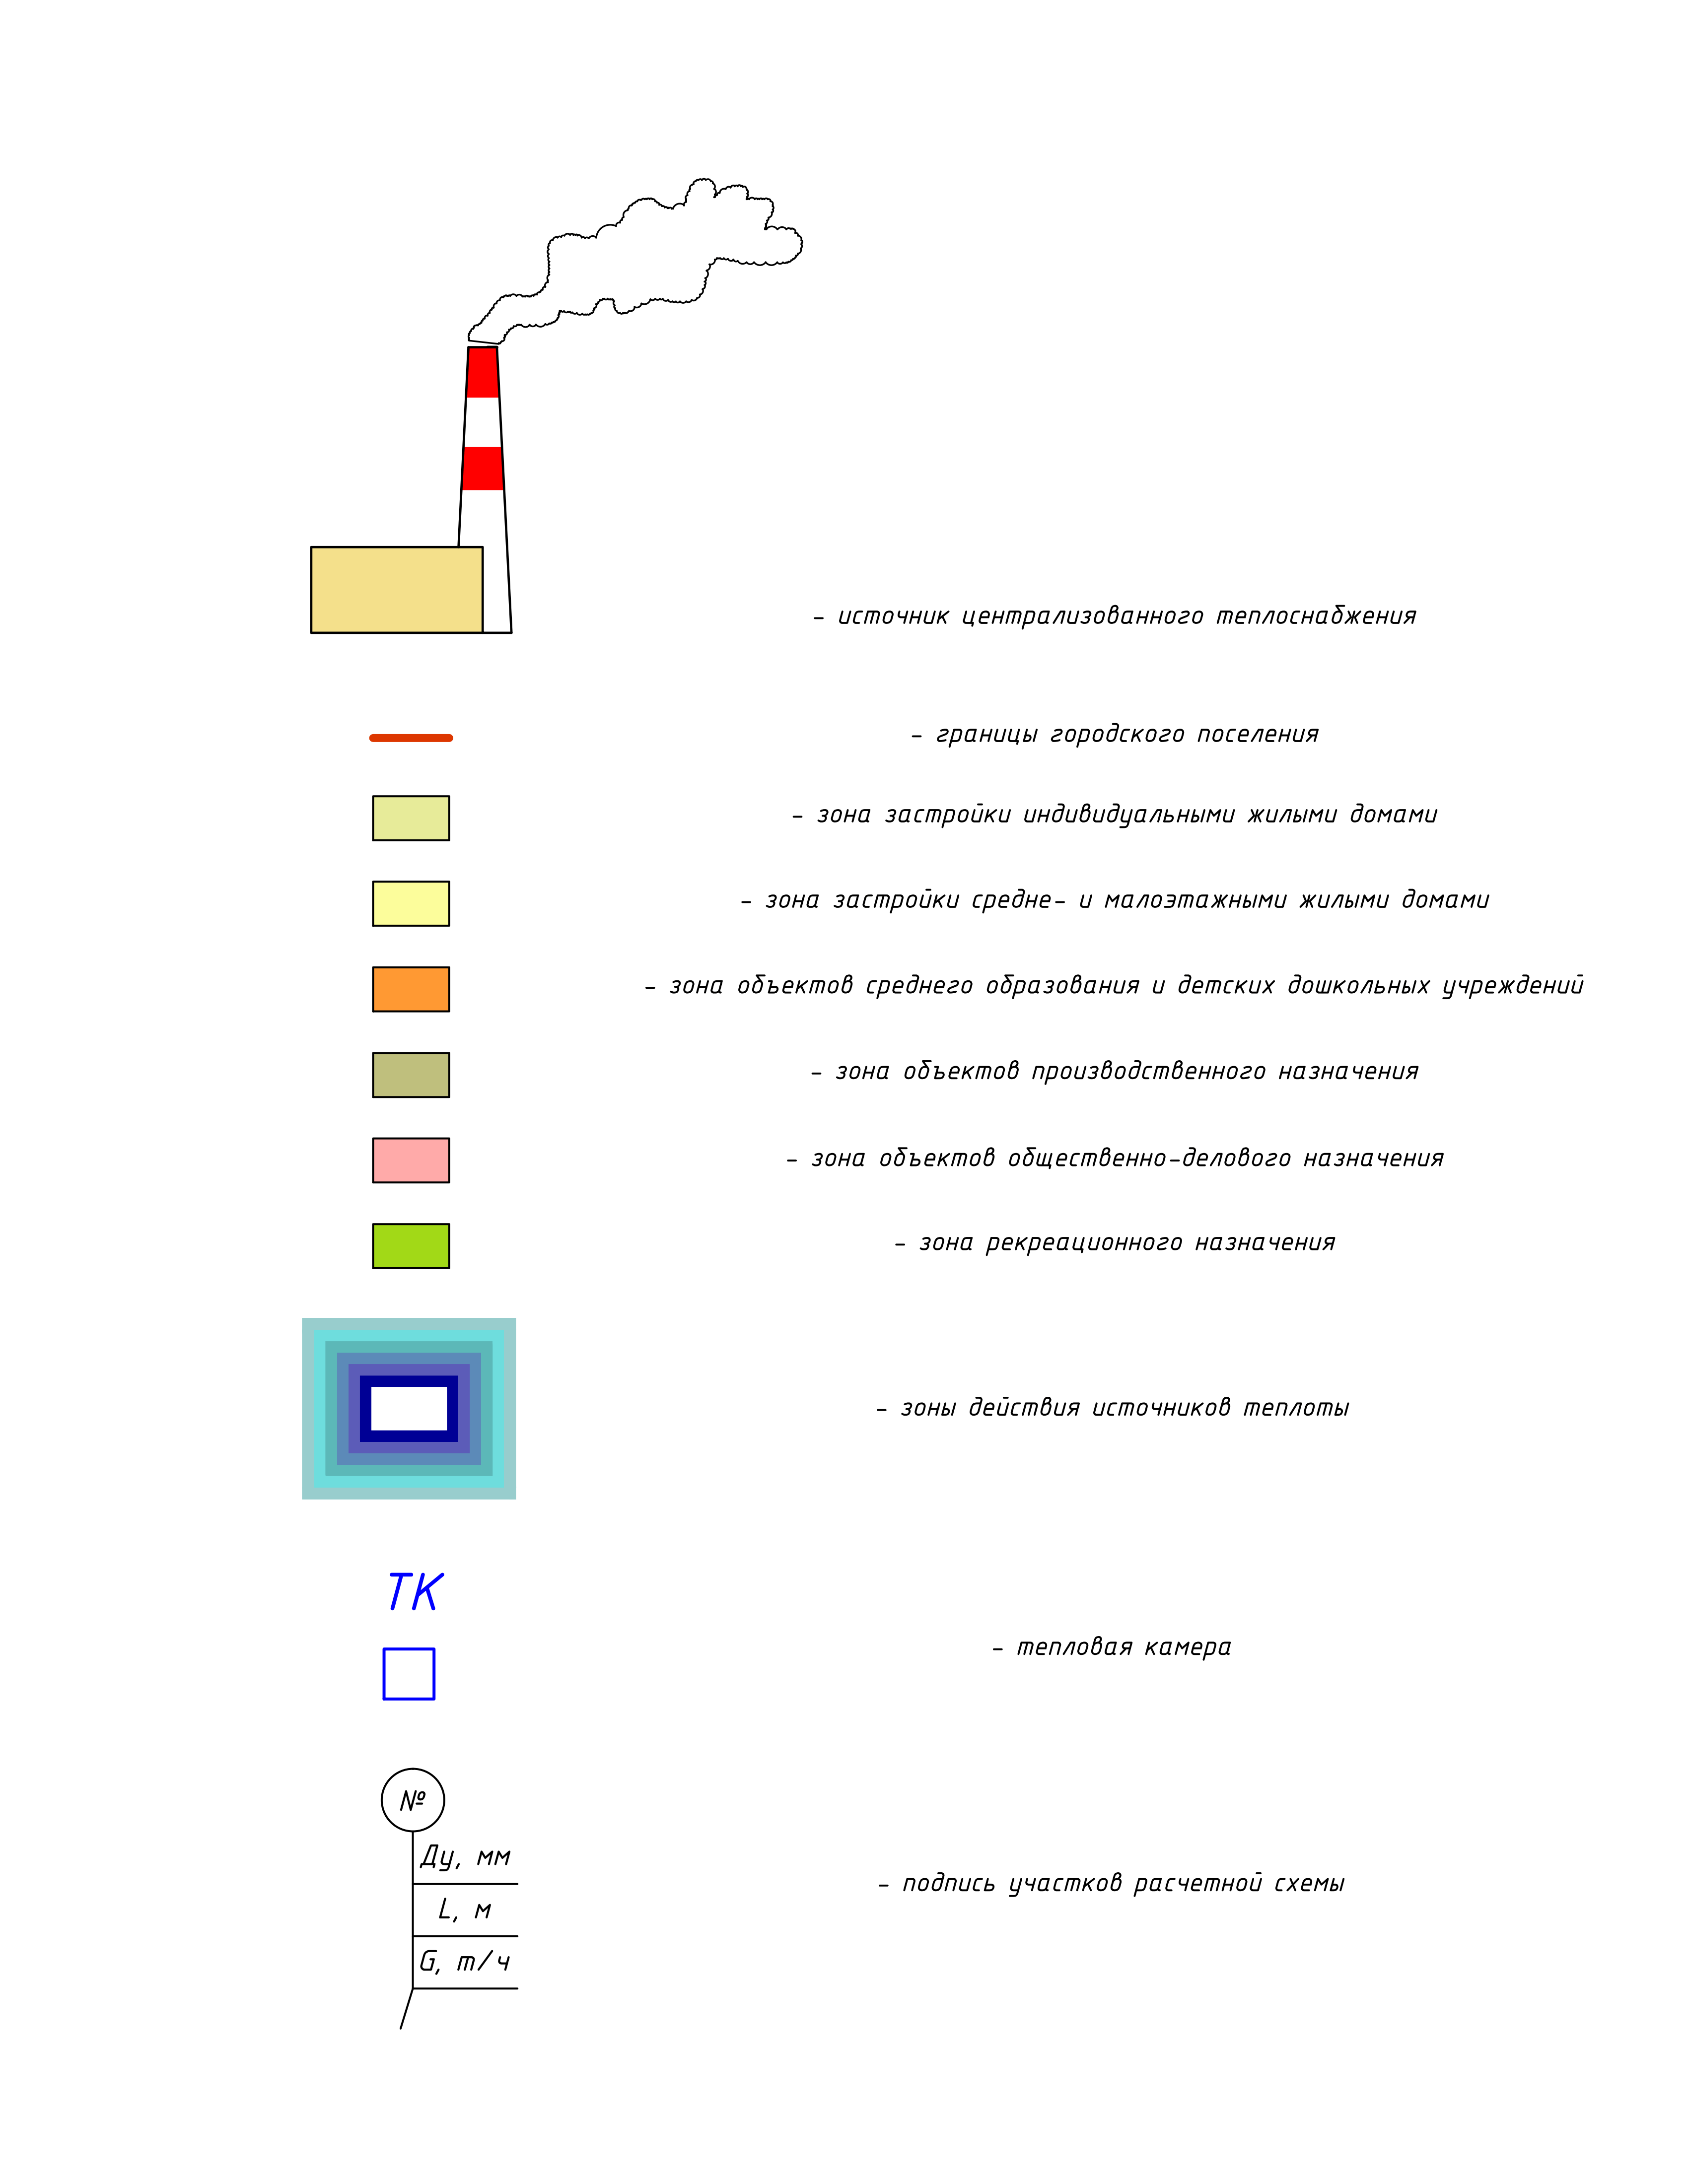 - источник централизованного теплоснабжения
- границы городского поселения
- зона застройки индивидуальными жилыми домами
- зона застройки средне- и малоэтажными жилыми домами
- зона объектов среднего образования и детских дошкольных учреждений
- зона объектов производственного назначения
- зона объектов общественно-делового назначения
- зона рекреационного назначения
- зоны действия источников теплоты
ТК
- тепловая камера
№
Ду, мм
- подпись участков расчетной схемы
L, м
G, т/ч